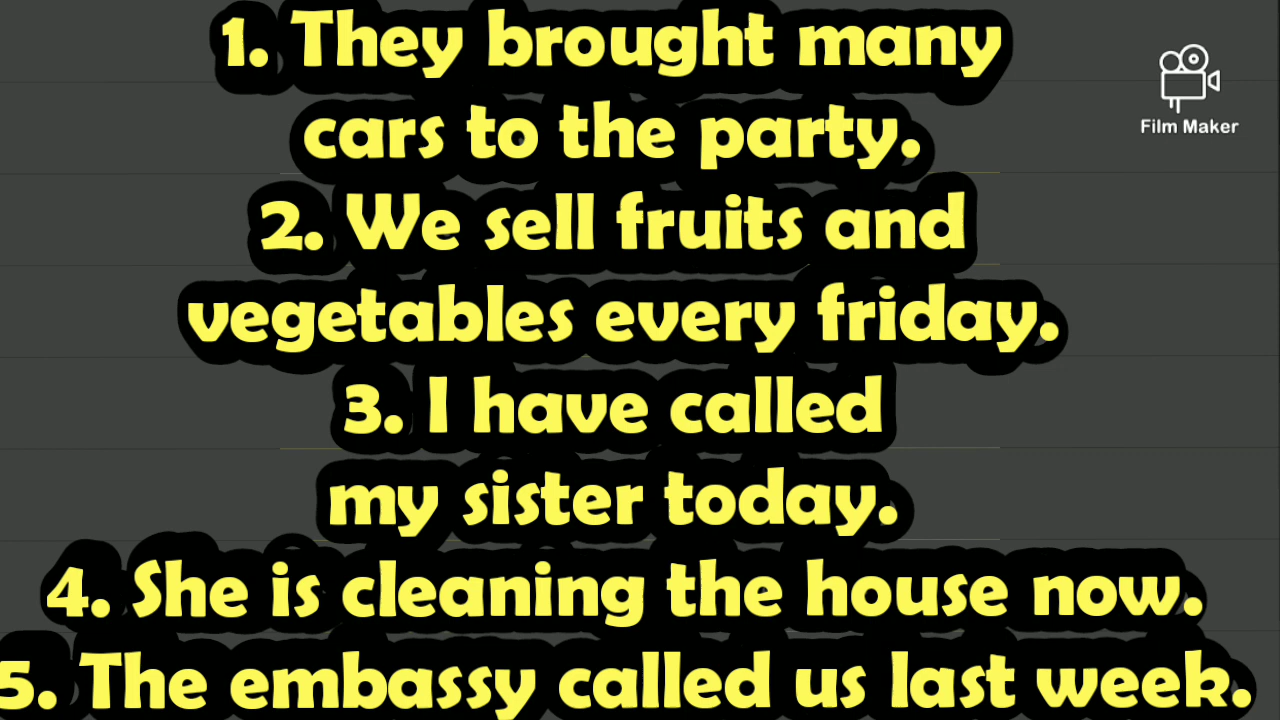 1. They brought many
cars to the party.
Film Maker
2. We sell fruits and
vegetables every friday.
3. I have called
my sister today.
4. She is cleaning the house now.
5. The embassy called us last week.